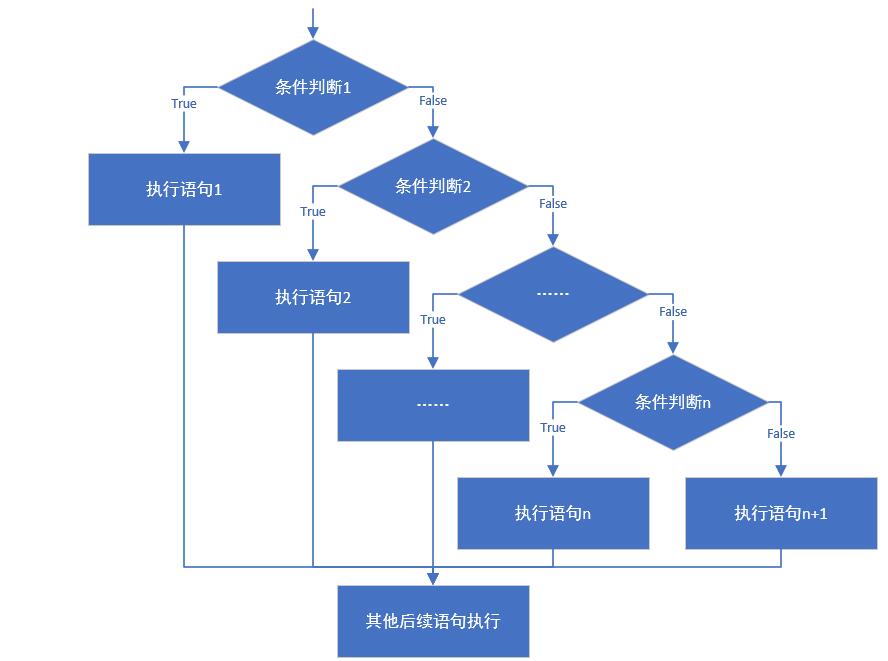 条件判断1
True
False
执行语句1
条件判断2
True
False
执行语句2
------
True
False
------
条件判断n
True
False
执行语句n
执行语句n+1
其他后续语句执行